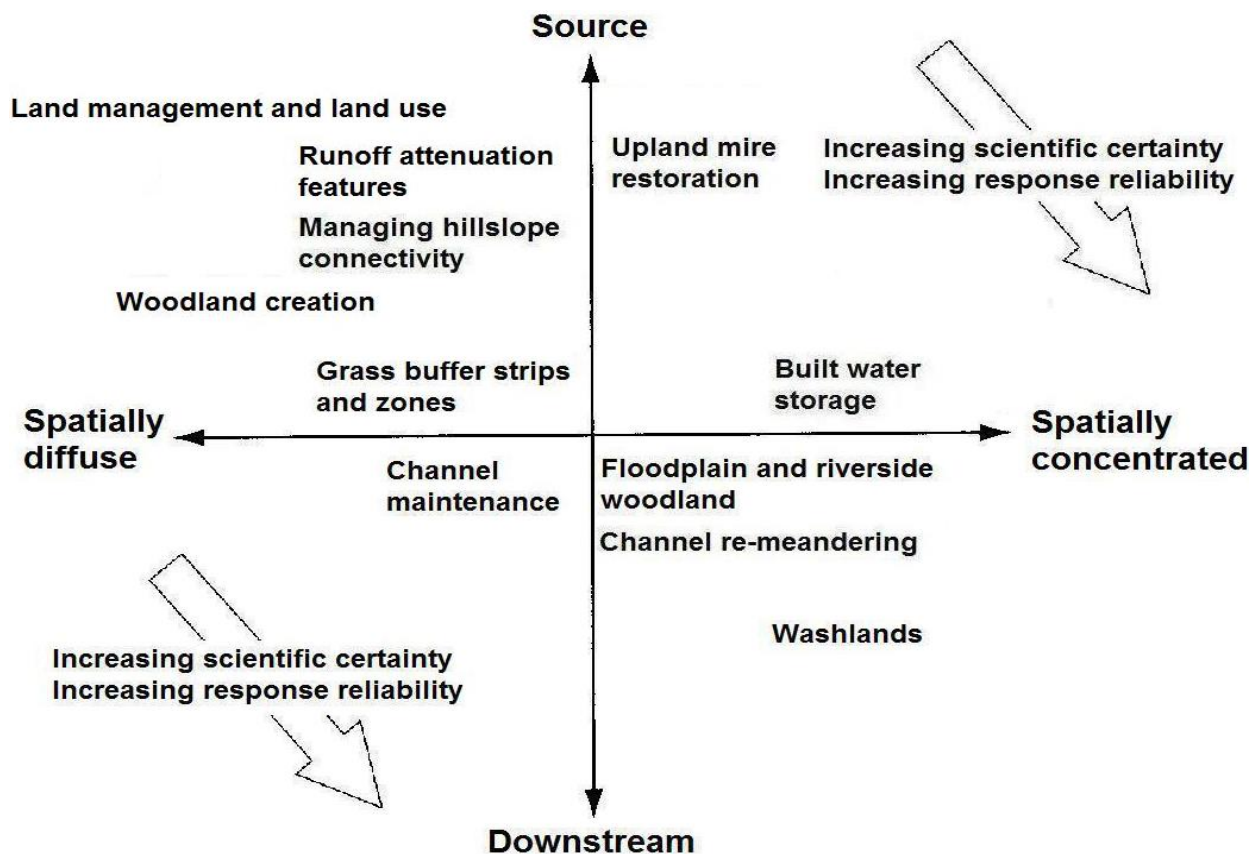 Source
Land management and land use
Runoff attenuation
features
Upland mire
restoration
Increasing scientific certainty
Increasing response reliability
Managing hillslope
connectivity
Woodland creation
Grass buffer strips
and zones
Built water
storage
Spatially
diffuse
Spatially
concentrated
Channel
maintenance
Floodplain and riverside
woodland
Channel re-meandering
Washlands
Increasing scientific certainty
Increasing response reliability
Downstream